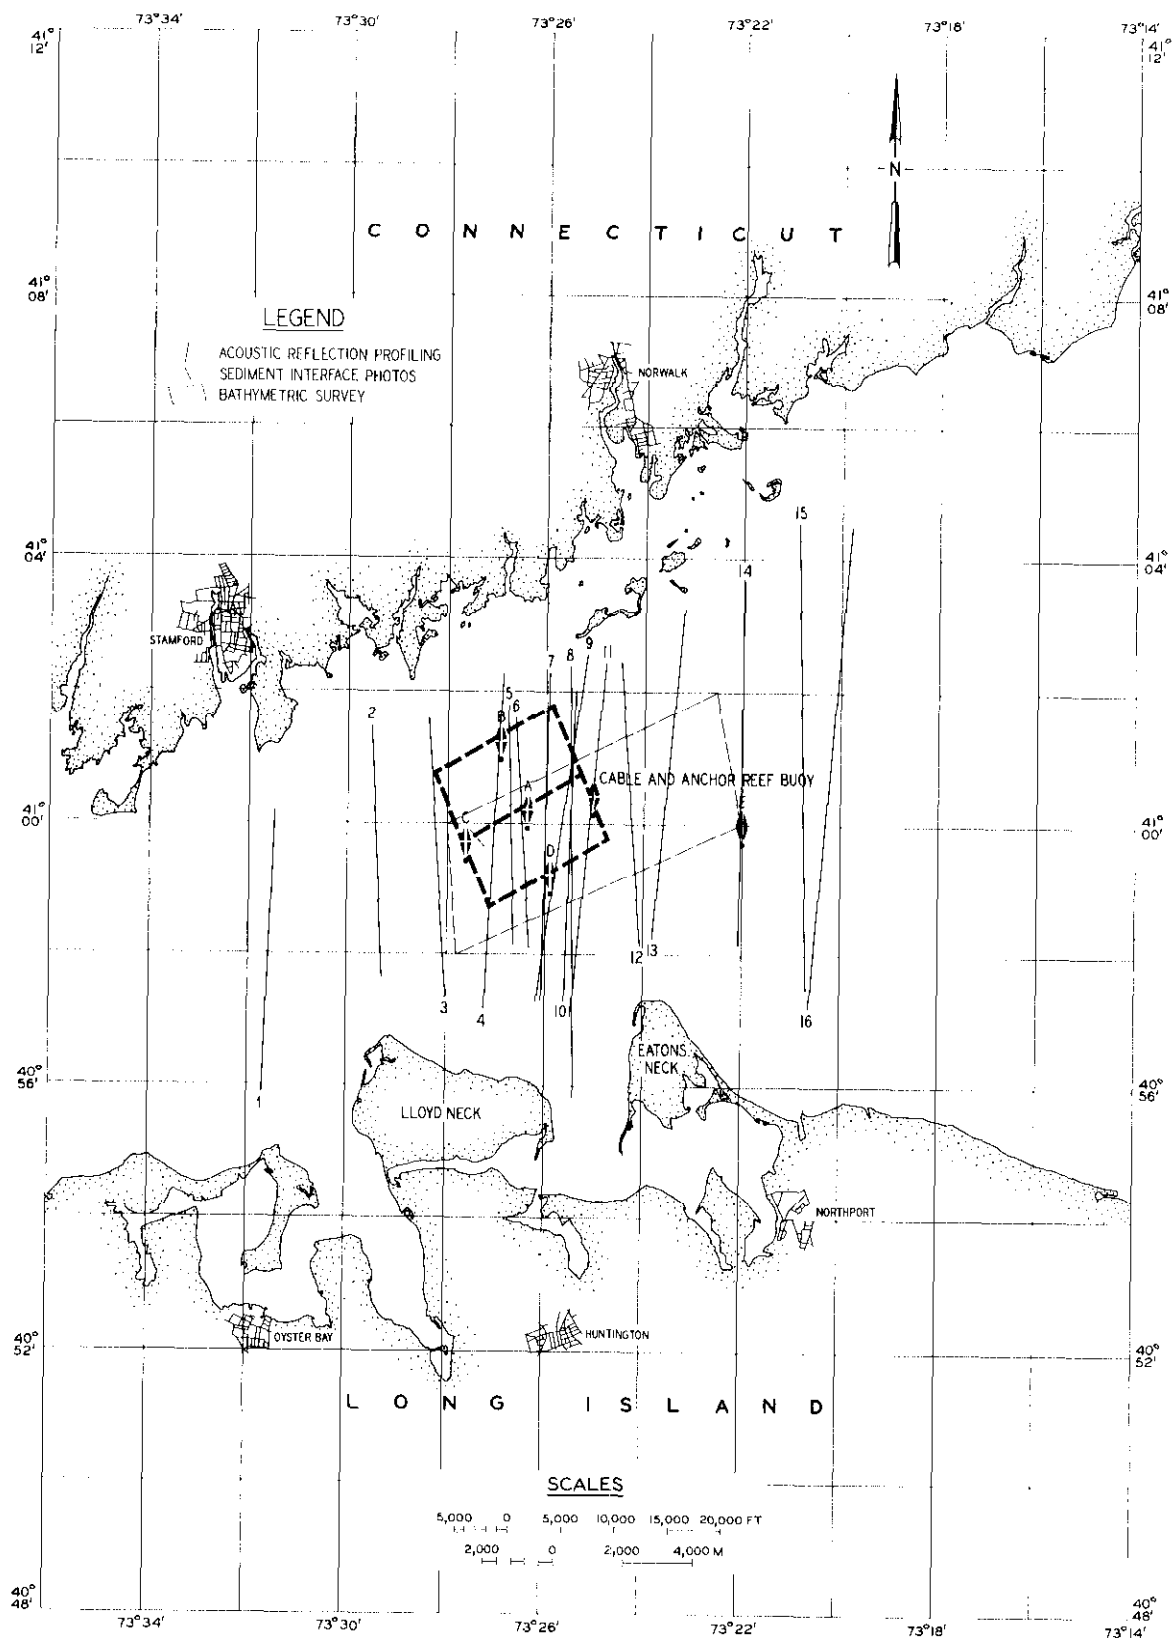 73°34' 73°30' 73°26' 73°22' 73°18' 73°14'
41° 12' 41° 12'
N
C O N N E C T I C U T
41° 08' 41° 08'
LEGEND
ACOUSTIC REFLECTION PROFILING
SEDIMENT INTERFACE PHOTOS
BATHYMETRIC SURVEY
NORWALK
15
41° 04' 41° 04'
14
STAMFORD
9
7 8 11
5
6
2
B
CABLE AND ANCHOR REEF BUOY
A
E
41° 00' 41° 00'
C
D
12 13
3 4 10 16
EATONS
NECK
40° 56' 40° 56'
1
LLOYD NECK
NORTHPORT
OYSTER BAY
HUNTINGTON
40° 52' 40° 52'
L O N G I S L A N D
SCALES
5,000 0 5,000 10,000 15,000 20,000 FT
2,000 0 2,000 4,000 M
40° 48' 40° 48'
73°34' 73°30' 73°26' 73°22' 73°18' 73°14'